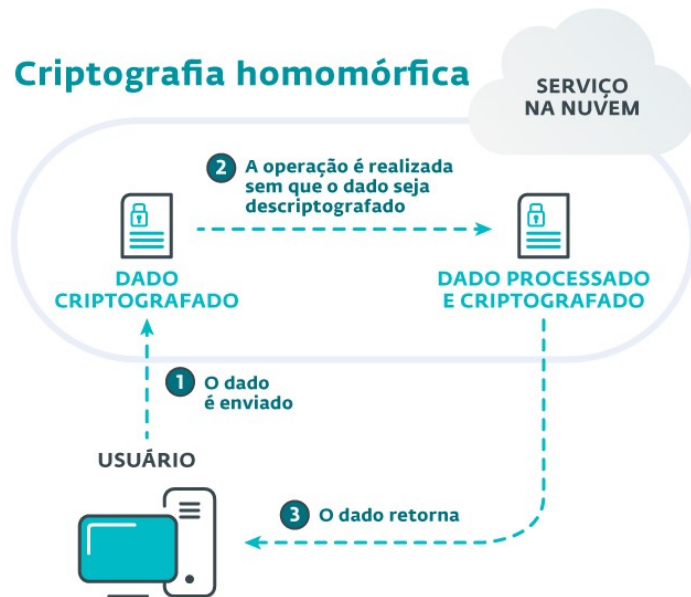 Criptografia homomórfica
SERVIÇO
NA NUVEM
2 A operação é realizada
sem que o dado seja
descriptografado
DADO
CRIPTOGRAFADO
DADO PROCESSADO
E CRIPTOGRAFADO
1 O dado
é enviado
USUÁRIO
3 O dado retorna